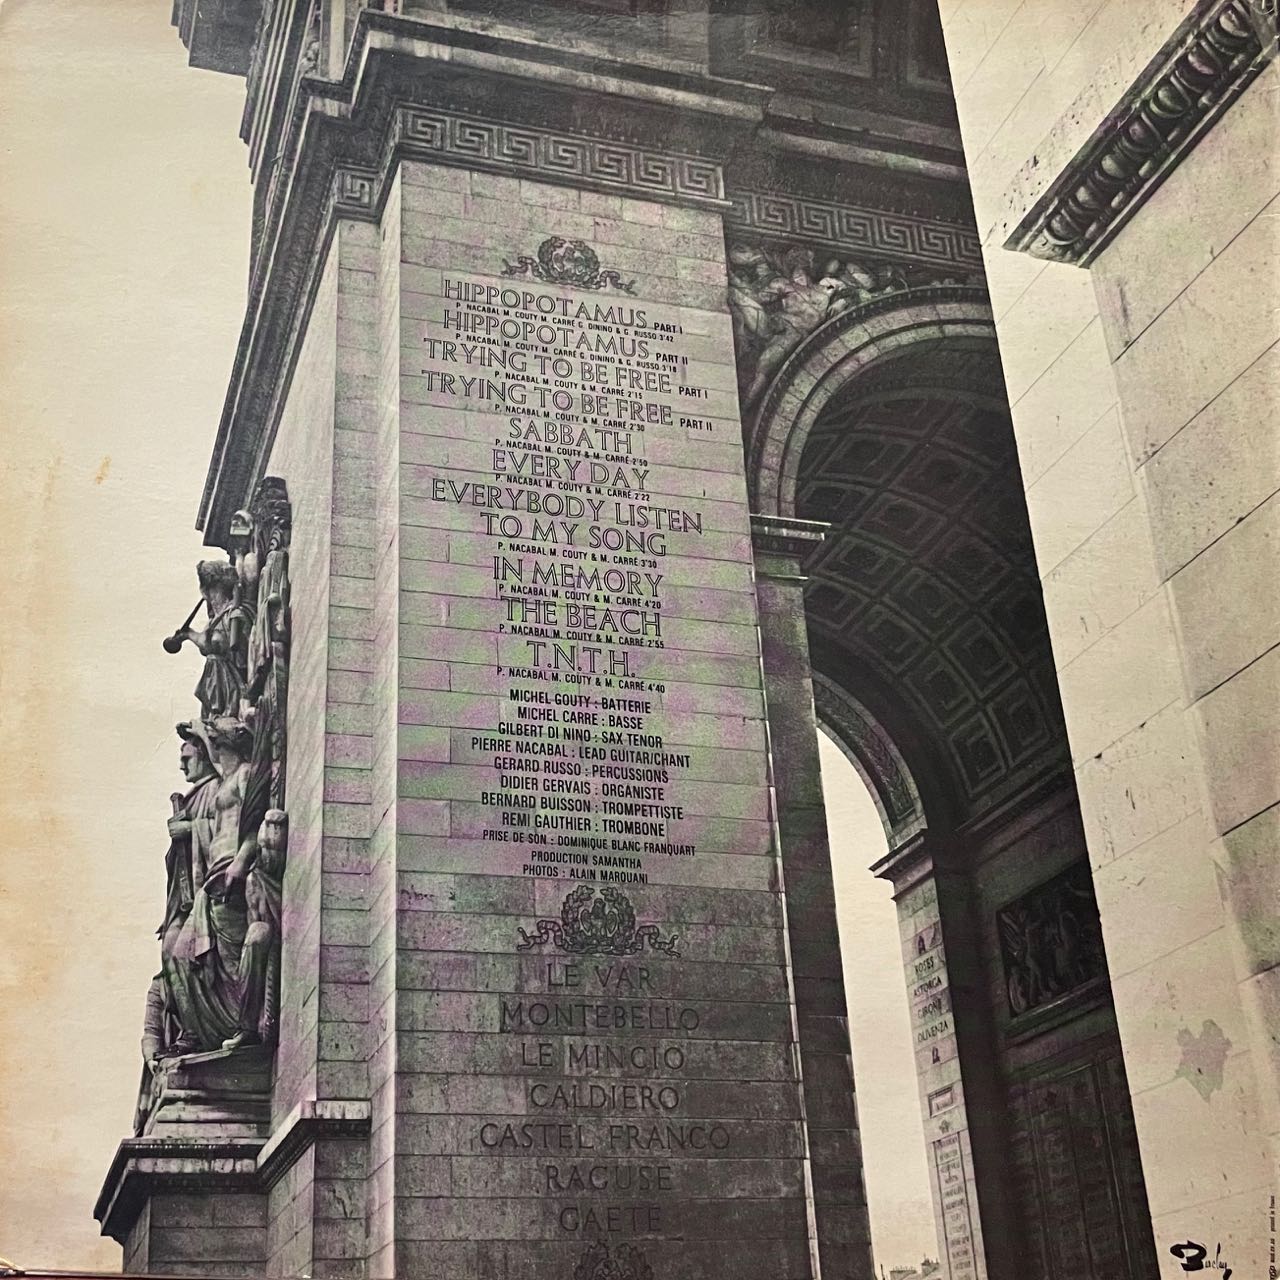 HIPPOPOTAMUS PART I
P. NACABAL M. COUTY M. CARRÉ G. DININO & G. RUSSO 3'42
HIPPOPOTAMUS PART II
P. NACABAL M. COUTY M. CARRÉ G. DININO & G. RUSSO 3'18
TRYING TO BE FREE PART I
P. NACABAL M. COUTY & M. CARRÉ 2'15
TRYING TO BE FREE PART II
P. NACABAL M. COUTY & M. CARRÉ 2'30
SABBATH
P. NACABAL M. COUTY & M. CARRÉ 2'50
EVERY DAY
P. NACABAL M. COUTY & M. CARRÉ 2'22
EVERYBODY LISTEN
TO MY SONG
P. NACABAL M. COUTY & M. CARRÉ 3'30
IN MEMORY
P. NACABAL M. COUTY & M. CARRÉ 4'20
THE BEACH
P. NACABAL M. COUTY & M. CARRÉ 2'55
T.N.T.H.
P. NACABAL M. COUTY & M. CARRÉ 4'40
MICHEL GOUTY : BATTERIE
MICHEL CARRE : BASSE
GILBERT DI NINO : SAX TENOR
PIERRE NACABAL : LEAD GUITAR/CHANT
GERARD RUSSO : PERCUSSIONS
DIDIER GERVAIS : ORGANISTE
BERNARD BUISSON : TROMPETTISTE
REMI GAUTHIER : TROMBONE
PRISE DE SON : DOMINIQUE BLANC FRANQUART
PRODUCTION SAMANTHA
PHOTOS : ALAIN MAROUANI
LE VAR
MONTEBELLO
LE MINCIO
CALDIERO
CASTEL FRANCO
RAGUSE
GAETE
ROSES
ASTORGA
GIRONE
OLIVENZA
Barclay